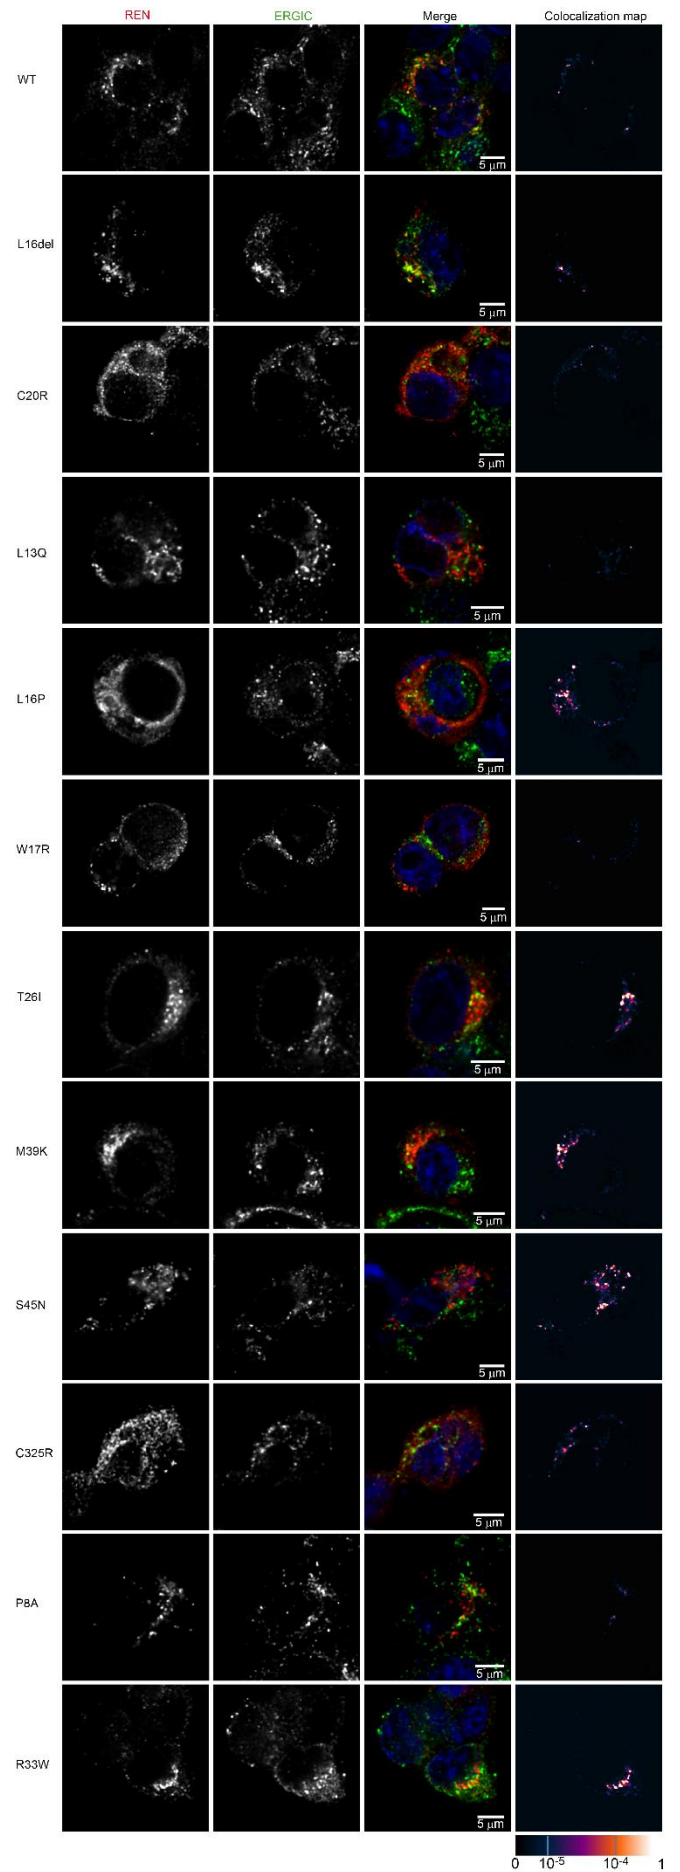 REN ERGIC Merge Colocalization map
WT
5 µm
L16del
5 µm
C20R
5 µm
L13Q
5 µm
L16P
5 µm
W17R
5 µm
T26I
5 µm
M39K
5 µm
S45N
5 µm
C325R
5 µm
P8A
5 µm
R33W
5 µm
0 10⁻⁵ 10⁻⁴ 1